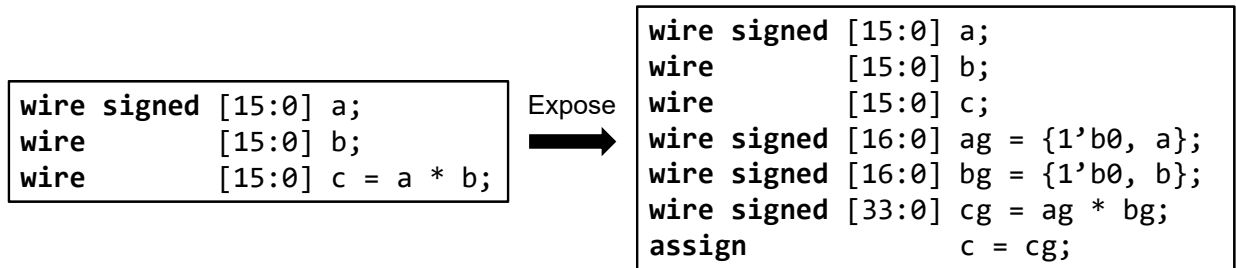 wire signed [15:0] a;
wire [15:0] b;
wire [15:0] c = a * b;
Expose
wire signed [15:0] a;
wire [15:0] b;
wire [15:0] c;
wire signed [16:0] ag = {1’b0, a};
wire signed [16:0] bg = {1’b0, b};
wire signed [33:0] cg = ag * bg;
assign c = cg;